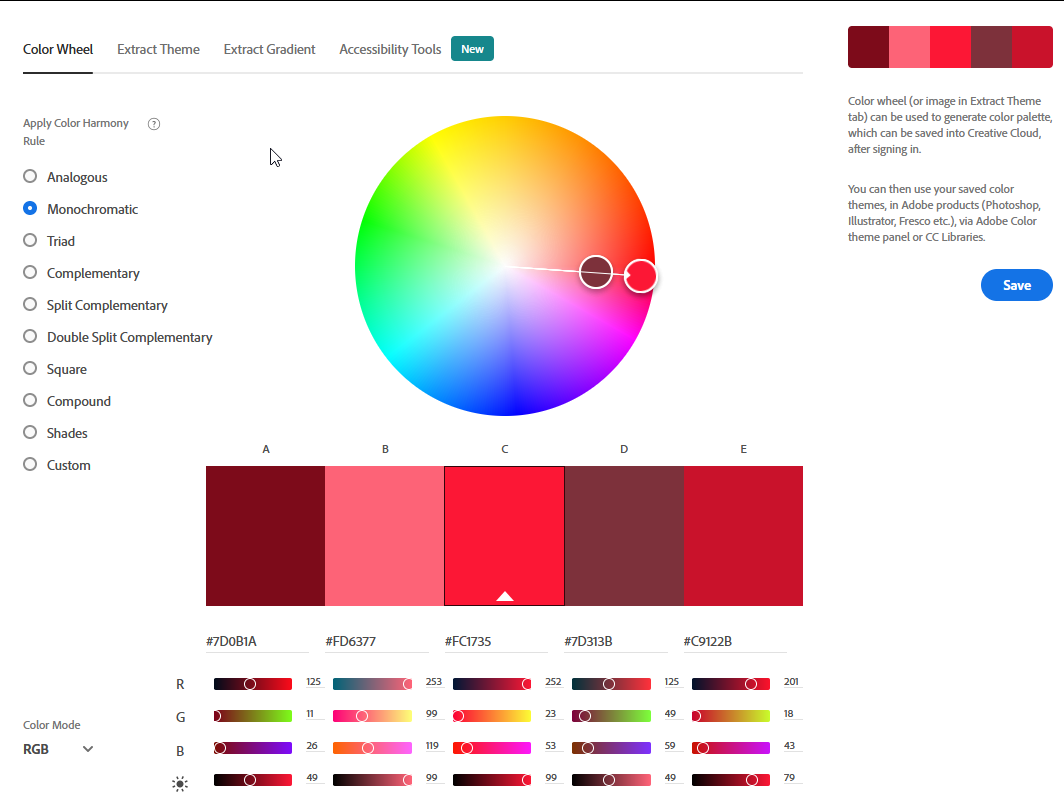 Color Wheel Extract Theme Extract Gradient Accessibility Tools New
Apply Color Harmony ?
Rule
Analogous
Monochromatic
Triad
Complementary
Split Complementary
Double Split Complementary
Square
Compound
Shades
Custom
Color wheel (or image in Extract Theme
tab) can be used to generate color palette,
which can be saved into Creative Cloud,
after signing in.
You can then use your saved color
themes, in Adobe products (Photoshop,
Illustrator, Fresco etc.), via Adobe Color
theme panel or CC Libraries.
Save
A B C D E
#7D0B1A #FD6377 #FC1735 #7D313B #C9122B
R 125 253 252 125 201
G 11 99 23 49 18
B 26 119 53 59 43
49 99 99 49 79
Color Mode
RGB